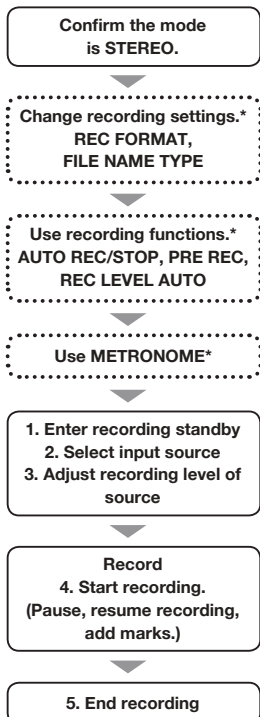 Confirm the mode
is STEREO.
Change recording settings.*
REC FORMAT,
FILE NAME TYPE
Use recording functions.*
AUTO REC/STOP, PRE REC,
REC LEVEL AUTO
Use METRONOME*
1. Enter recording standby
2. Select input source
3. Adjust recording level of
source
Record
4. Start recording.
(Pause, resume recording,
add marks.)
5. End recording